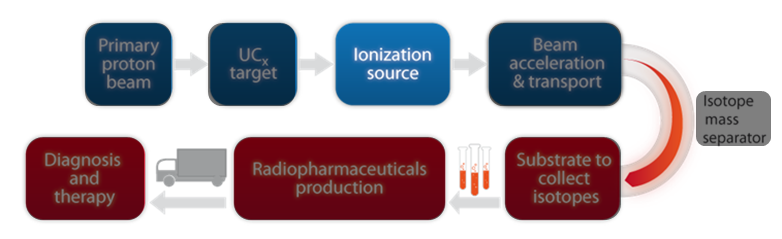 Primary
proton
beam
UCx
target
Ionization
source
Beam
acceleration
& transport
Isotope
mass
separator
Substrate to
collect
isotopes
Radiopharmaceuticals
production
Diagnosis
and
therapy